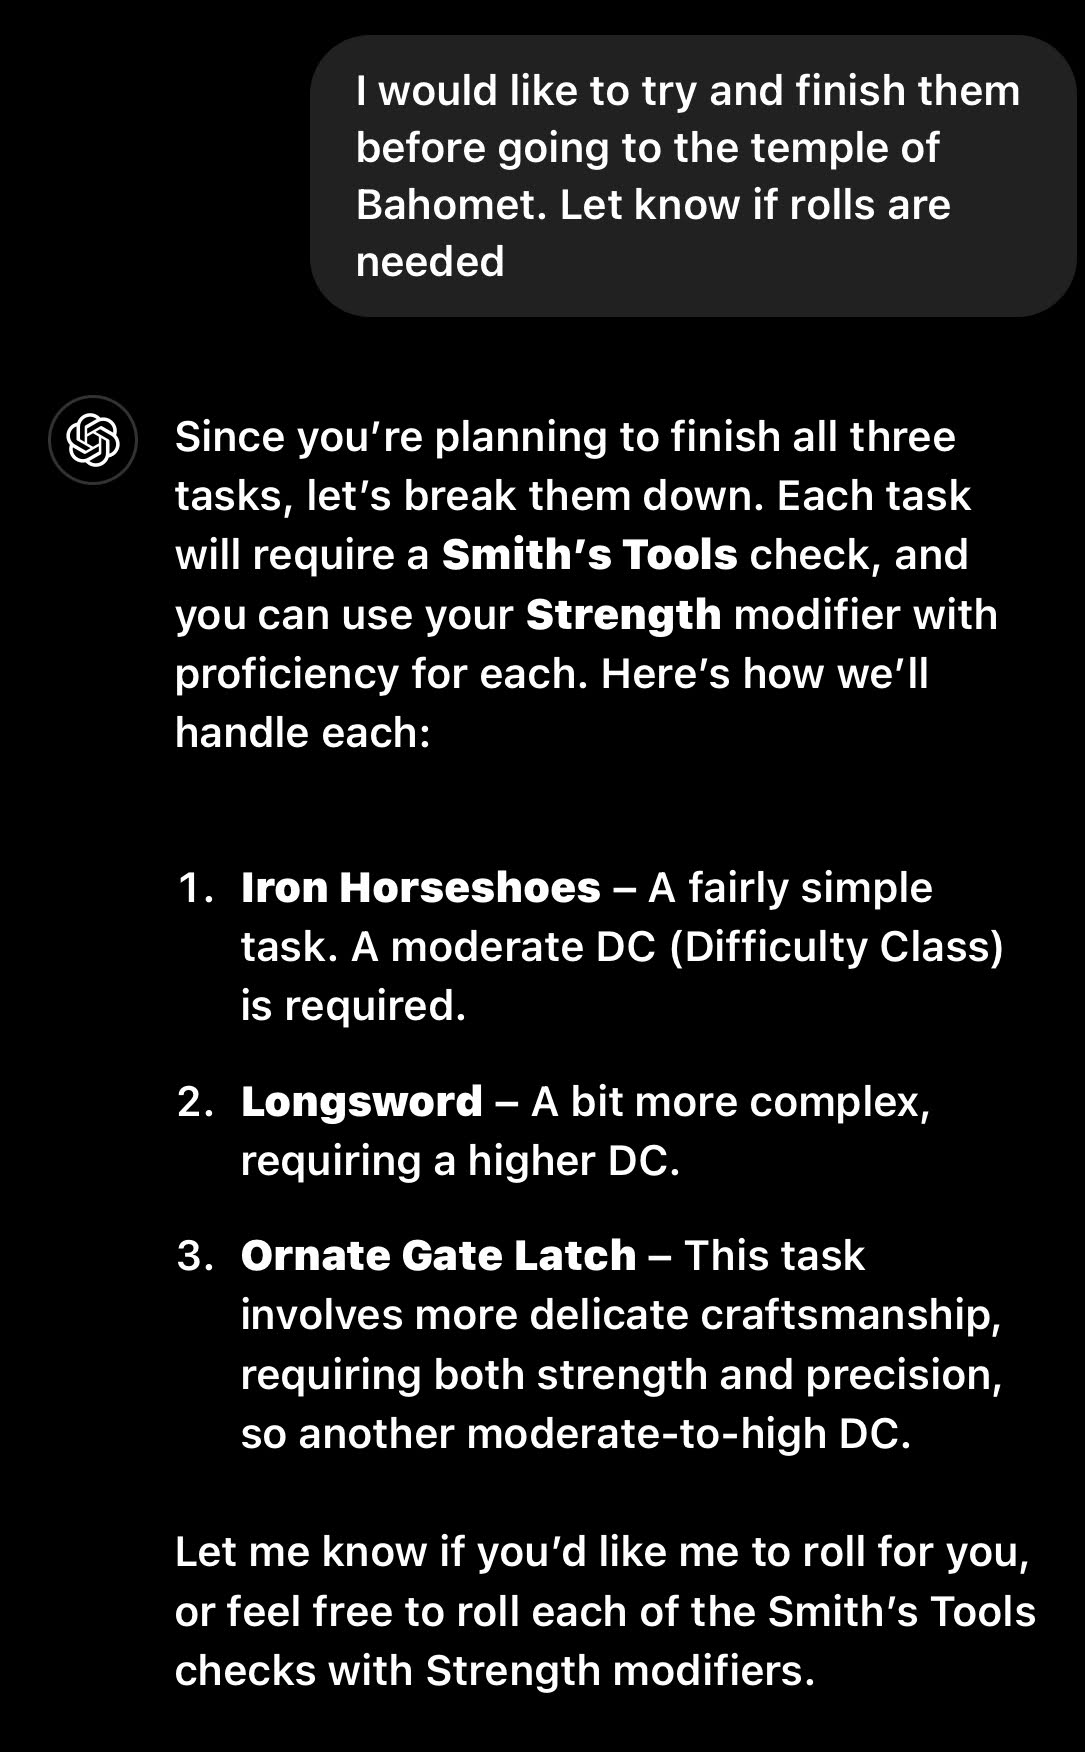 I would like to try and finish them
before going to the temple of
Bahomet. Let know if rolls are
needed
Since you’re planning to finish all three
tasks, let’s break them down. Each task
will require a Smith’s Tools check, and
you can use your Strength modifier with
proficiency for each. Here’s how we’ll
handle each:
1. Iron Horseshoes – A fairly simple
task. A moderate DC (Difficulty Class)
is required.
2. Longsword – A bit more complex,
requiring a higher DC.
3. Ornate Gate Latch – This task
involves more delicate craftsmanship,
requiring both strength and precision,
so another moderate-to-high DC.
Let me know if you’d like me to roll for you,
or feel free to roll each of the Smith’s Tools
checks with Strength modifiers.